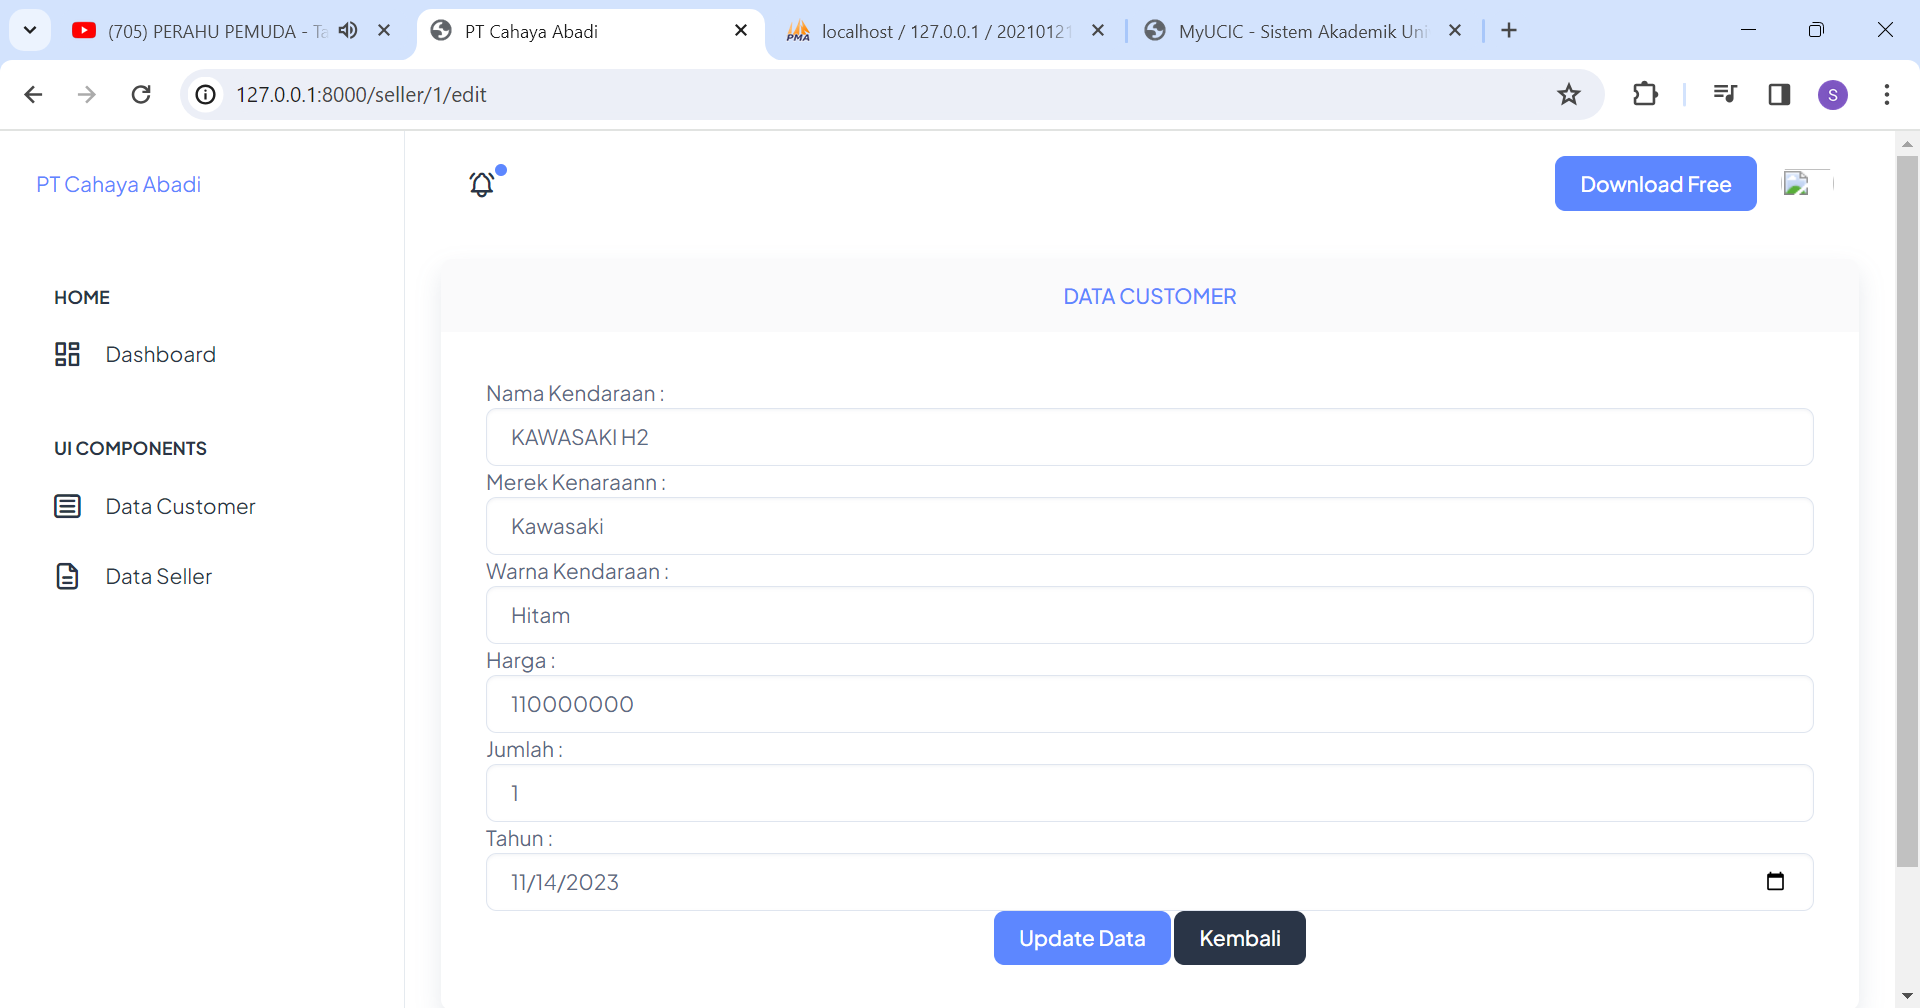 (705) PERAHU PEMUDA - Ta
PT Cahaya Abadi
localhost / 127.0.0.1 / 20210121
MyUCIC - Sistem Akademik Uni
127.0.0.1:8000/seller/1/edit
S
PT Cahaya Abadi
Download Free
HOME
Dashboard
UI COMPONENTS
Data Customer
Data Seller
DATA CUSTOMER
Nama Kendaraan :
KAWASAKI H2
Merek Kenaraann :
Kawasaki
Warna Kendaraan :
Hitam
Harga :
110000000
Jumlah :
1
Tahun :
11/14/2023
Update Data
Kembali